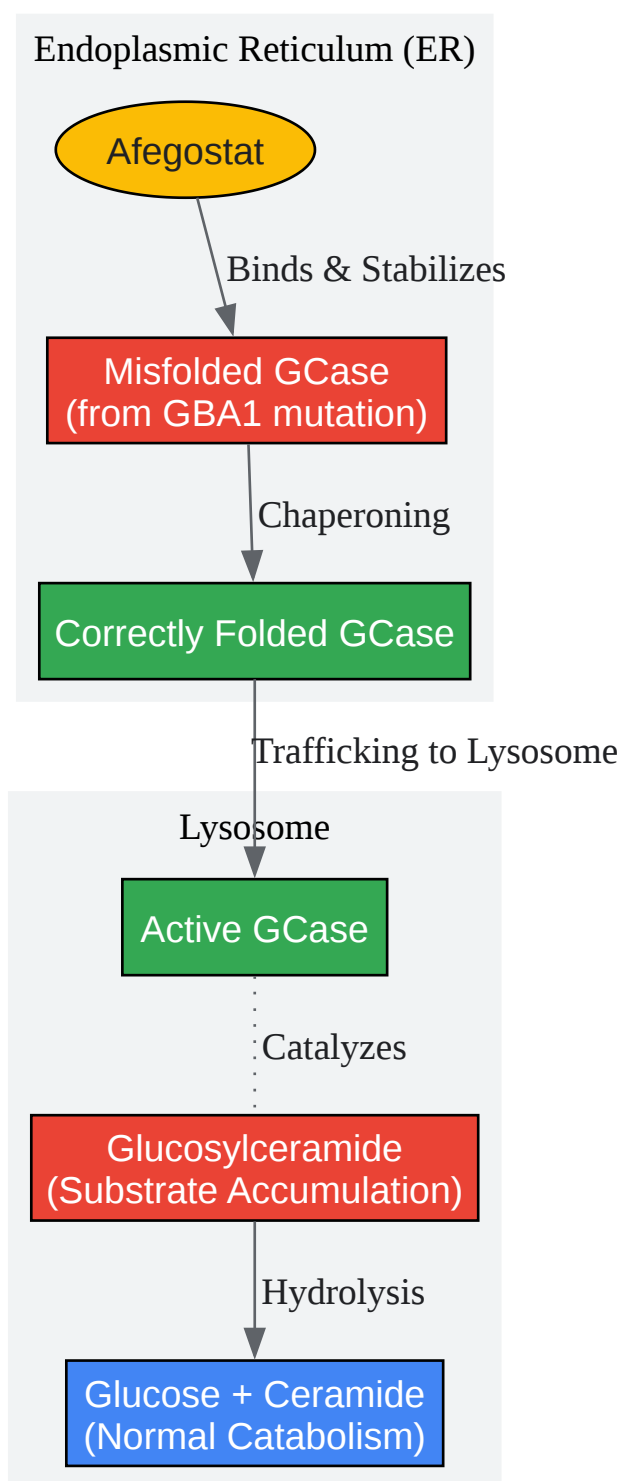 Endoplasmic Reticulum (ER)
Afegostat
Binds & Stabilizes
Misfolded GCase
(from GBA1 mutation)
Chaperoning
Correctly Folded GCase
Trafficking to Lysosome
Lysosome
Active GCase
Catalyzes
Glucosylceramide
(Substrate Accumulation)
Hydrolysis
Glucose + Ceramide
(Normal Catabolism)